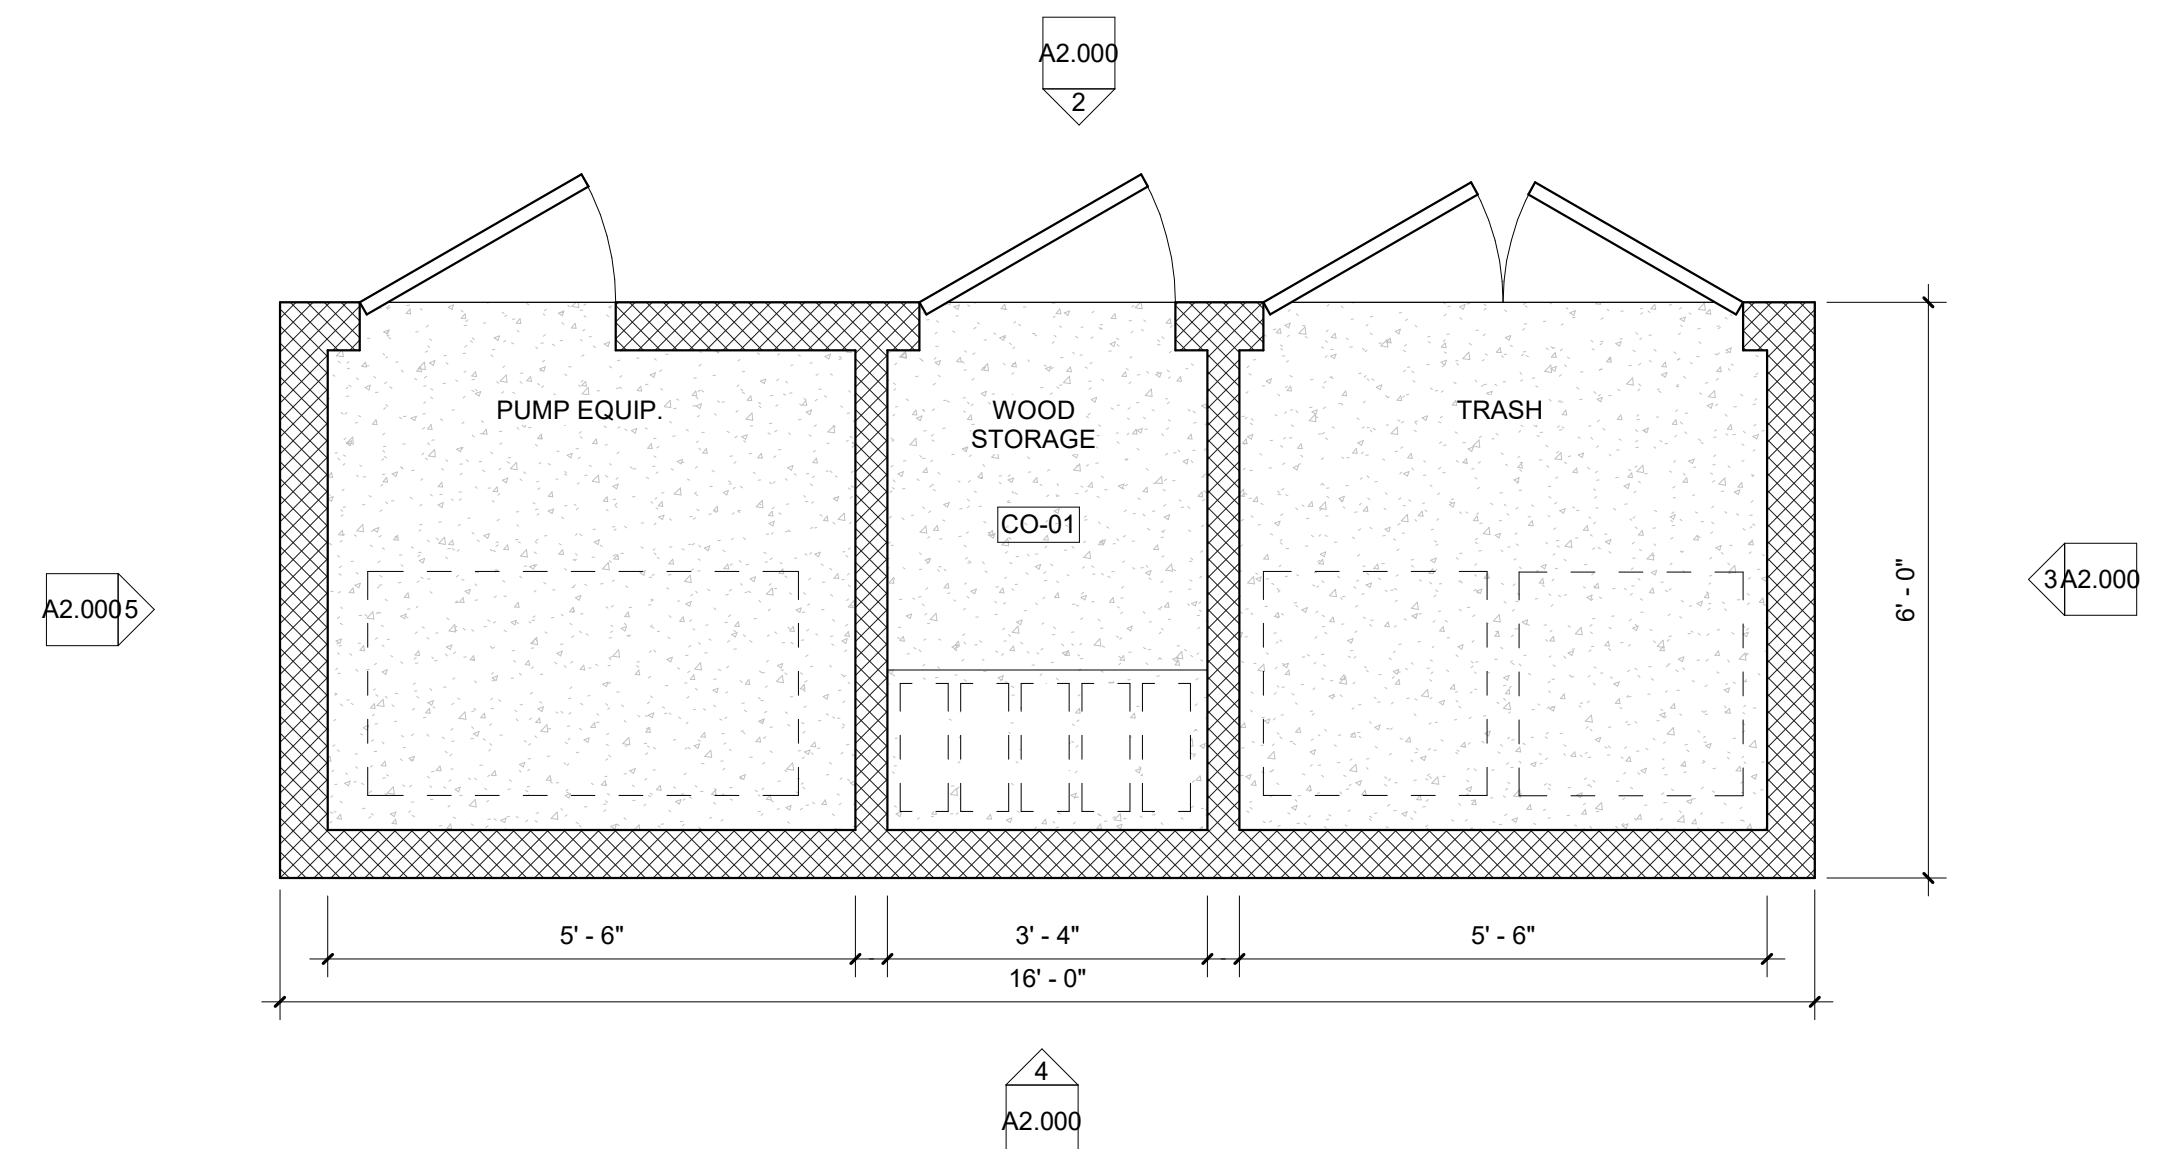 A2.000
2
PUMP EQUIP.
WOOD
STORAGE
TRASH
CO-01
A2.000 5
3 A2.000
6' - 0"
5' - 6"
3' - 4"
5' - 6"
16' - 0"
4
A2.000